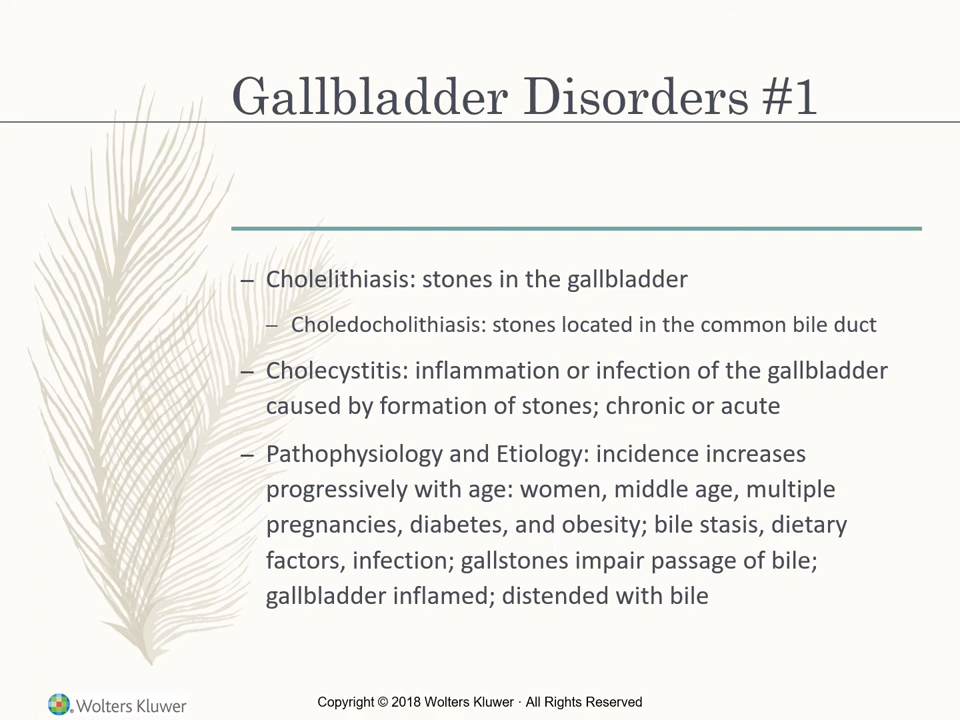 Gallbladder Disorders #1
– Cholelithiasis: stones in the gallbladder
– Choledocholithiasis: stones located in the common bile duct
– Cholecystitis: inflammation or infection of the gallbladder
caused by formation of stones; chronic or acute
– Pathophysiology and Etiology: incidence increases
progressively with age: women, middle age, multiple
pregnancies, diabetes, and obesity; bile stasis, dietary
factors, infection; gallstones impair passage of bile;
gallbladder inflamed; distended with bile
Wolters Kluwer
Copyright © 2018 Wolters Kluwer · All Rights Reserved